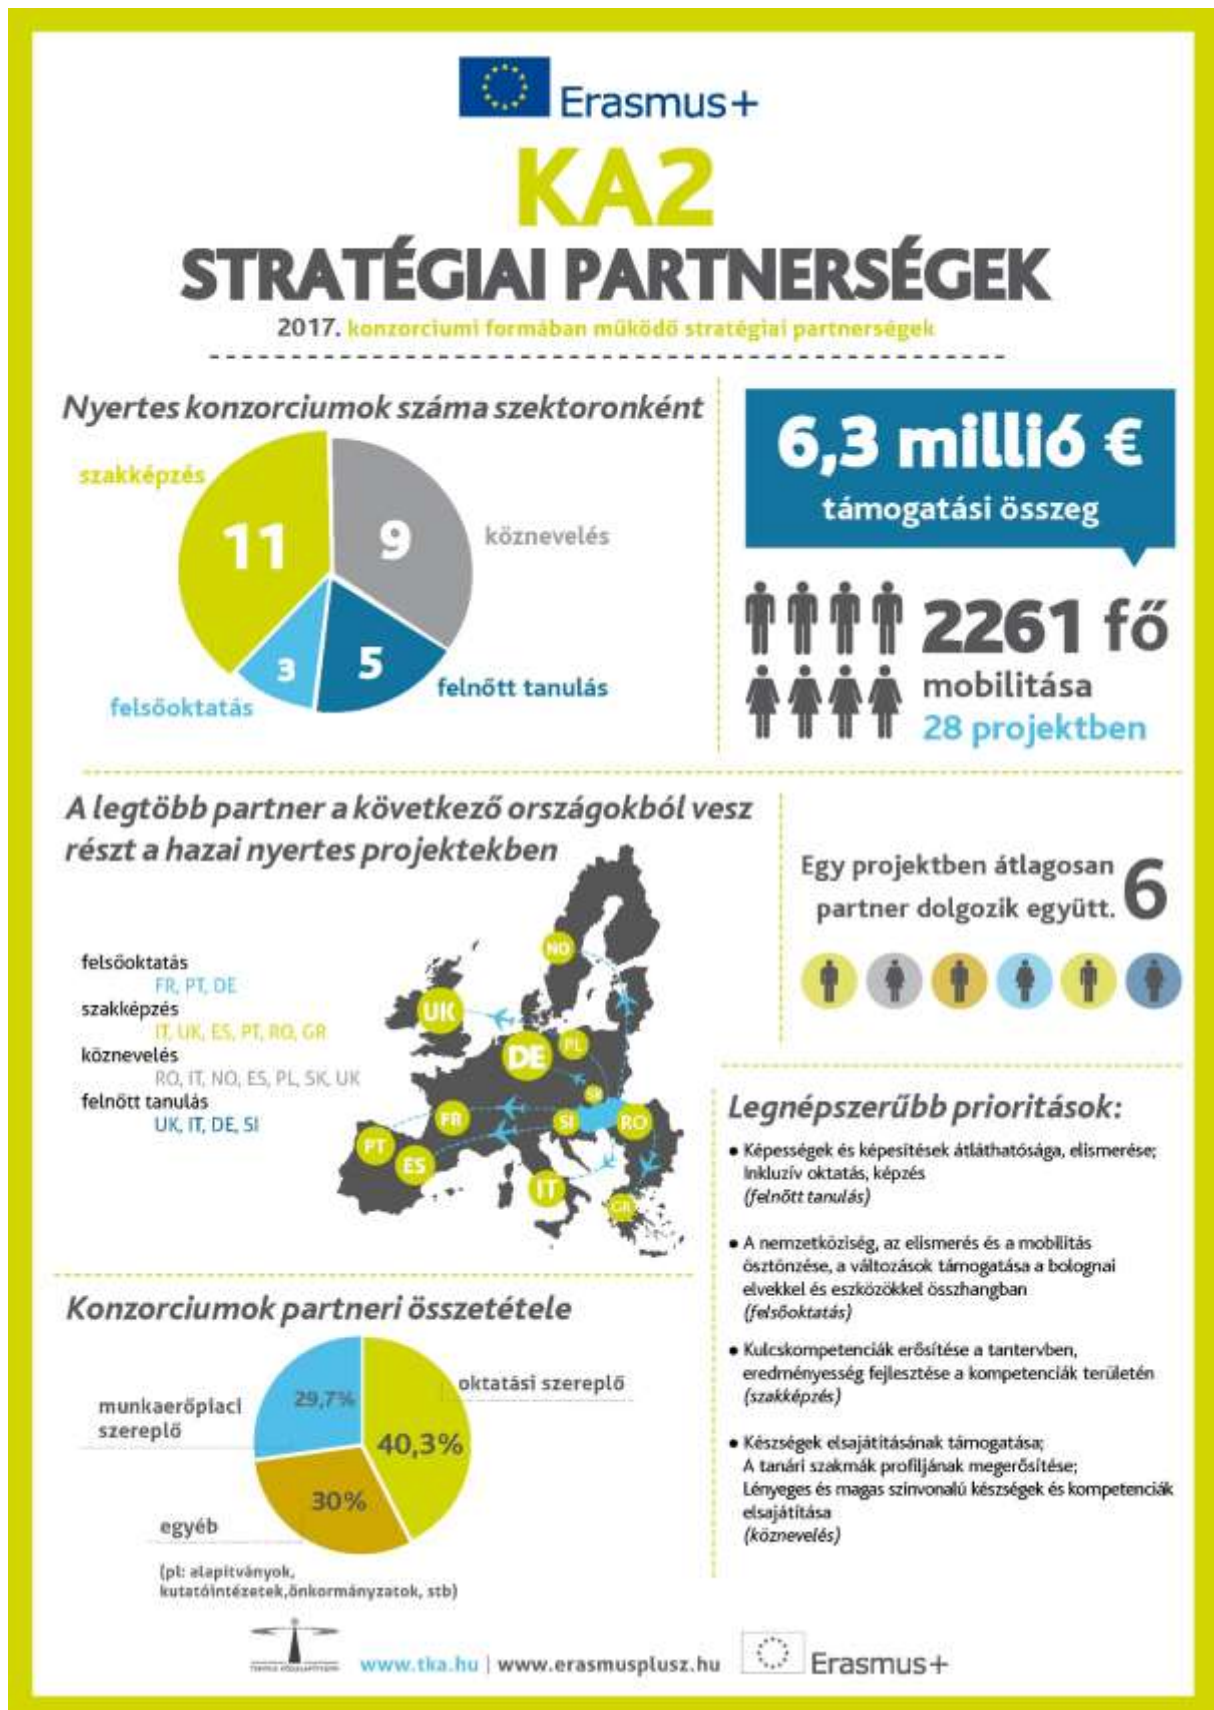 Erasmus+
KA2
STRATÉGIAI PARTNERSÉGEK
2017. konzorciumi formában működő stratégiai partnerségek
Nyertes konzorciumok száma szektoronként
szakképzés
11
9
köznevelés
3
5
felnőtt tanulás
felsőoktatás
6,3 millió €
támogatási összeg
2261 fő
mobilitása
28 projektben
A legtöbb partner a következő országokból vesz
részt a hazai nyertes projektekben
felsőoktatás
FR, PT, DE
szakképzés
IT, UK, ES, PT, RO, GR
köznevelés
RO, IT, NO, ES, PL, SK, UK
felnőtt tanulás
UK, IT, DE, SI
NO
UK
DE
PL
FR
SI
RO
PT
ES
IT
GR
Egy projektben átlagosan
partner dolgozik együtt.
6
Legnépszerűbb prioritások:
• Képességek és képesítések átláthatósága, elismerése;
Inkluzív oktatás, képzés
(felnőtt tanulás)
• A nemzetköziség, az elismerés és a mobilitás
ösztönzése, a változások támogatása a bolognai
elvekkel és eszközökkel összhangban
(felsőoktatás)
• Kulcskompetenciák erősítése a tantervben,
eredményesség fejlesztése a kompetenciák területén
(szakképzés)
• Készségek elsajátításának támogatása;
A tanári szakmák profiljának megerősítése;
Lényeges és magas színvonalú készségek és kompetenciák
elsajátítása
(köznevelés)
Konzorciumok partneri összetétele
oktatási szereplő
29,7%
munkaerőpiaci
szereplő
40,3%
30%
egyéb
(pl: alapítványok,
kutatóintézetek,önkormányzatok, stb)
www.tka.hu | www.erasmusplusz.hu
Erasmus+